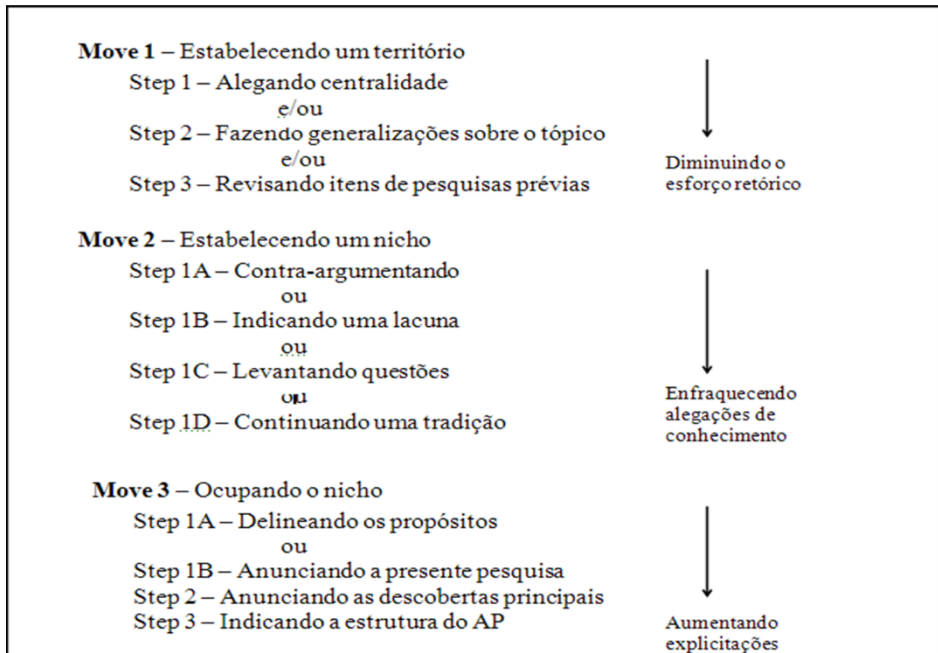 Move 1 – Estabelecendo um território
Step 1 – Alegando centralidade
e/ou
Step 2 – Fazendo generalizações sobre o tópico
e/ou
Step 3 – Revisando itens de pesquisas prévias
Diminuindo o
esforço retórico
Move 2 – Estabelecendo um nicho
Step 1A – Contra-argumentando
ou
Step 1B – Indicando uma lacuna
ou
Step 1C – Levantando questões
ou
Step 1D – Continuando uma tradição
Enfraquecendo
alegações de
conhecimento
Move 3 – Ocupando o nicho
Step 1A – Delineando os propósitos
ou
Step 1B – Anunciando a presente pesquisa
Step 2 – Anunciando as descobertas principais
Step 3 – Indicando a estrutura do AP
Aumentando
explicitações